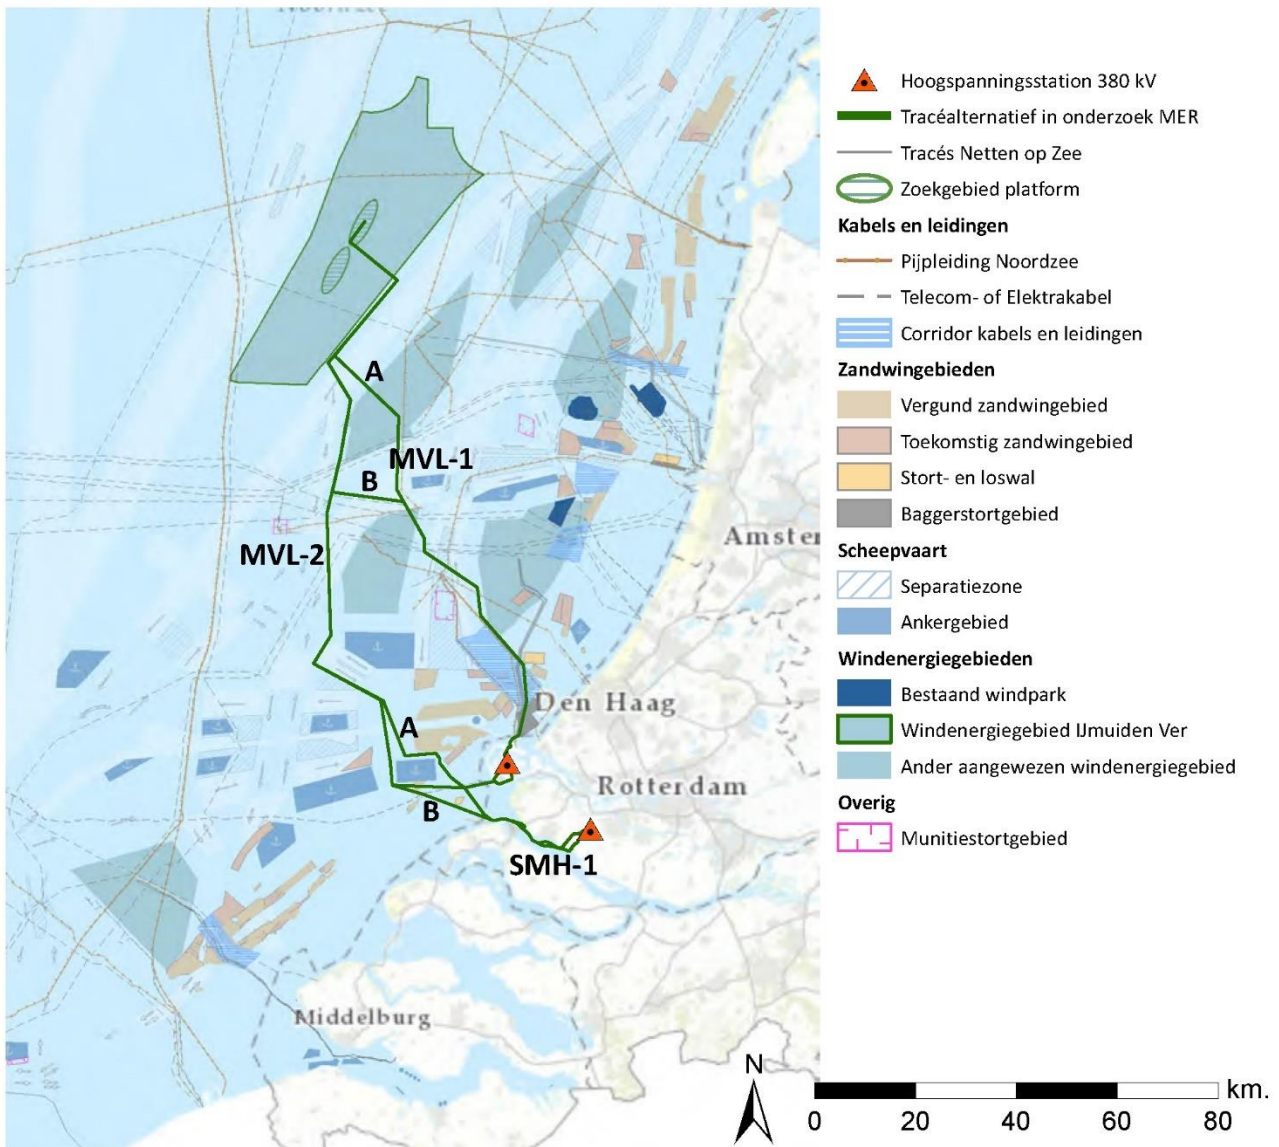 Hoogspanningsstation 380 kV
Tracéalternatief in onderzoek MER
Tracés Netten op Zee
Zoekgebied platform
Kabels en leidingen
Pijpleiding Noordzee
Telecom- of Elektrakabel
Corridor kabels en leidingen
Zandwingebieden
Vergund zandwingebied
Toekomstig zandwingebied
Stort- en loswal
Baggerstortgebied
Scheepvaart
Separatiezone
Ankergebied
Windenergiegebieden
Bestaand windpark
Windenergiegebied IJmuiden Ver
Ander aangewezen windenergiegebied
Overig
Munitiestortgebied
A
MVL-1
B
MVL-2
Amster
Den Haag
A
Rotterdam
B
SMH-1
Middelburg
N
km.
0 20 40 60 80